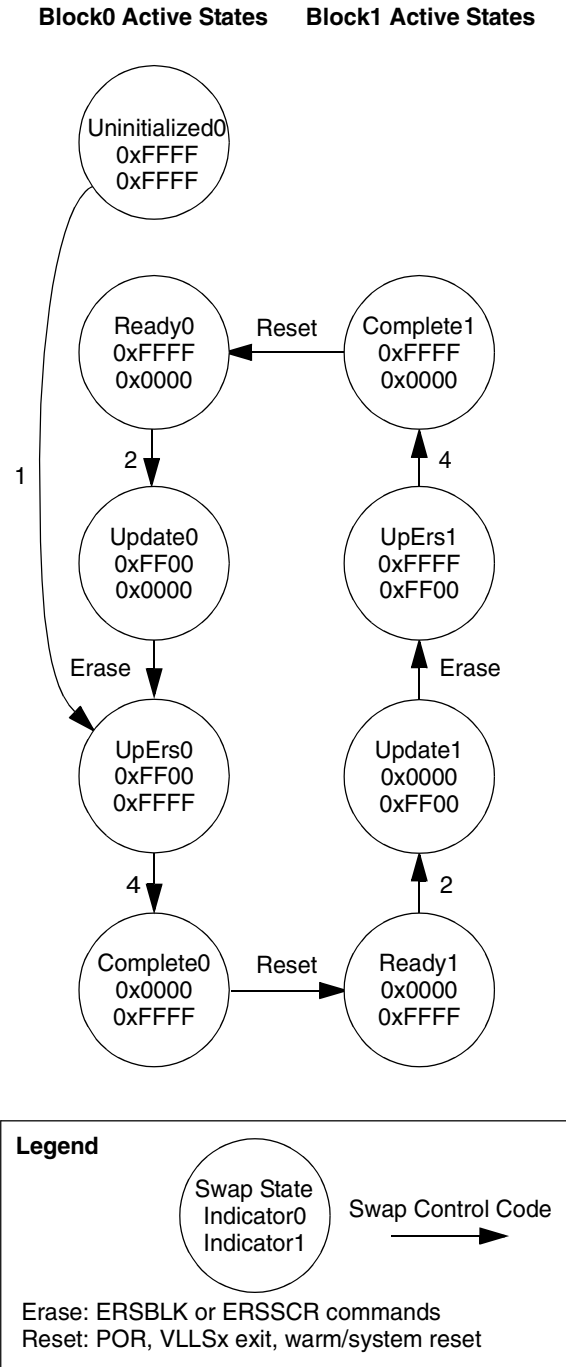 Block0 Active States
Block1 Active States
Uninitialized0
0xFFFF
0xFFFF
Ready0
0xFFFF
0x0000
Reset
Complete1
0xFFFF
0x0000
1
2
4
Update0
0xFF00
0x0000
UpErs1
0xFFFF
0xFF00
Erase
Erase
UpErs0
0xFF00
0xFFFF
Update1
0x0000
0xFF00
4
2
Complete0
0x0000
0xFFFF
Reset
Ready1
0x0000
0xFFFF
Legend
Swap State
Indicator0
Indicator1
Swap Control Code
Erase: ERSBLK or ERSSCR commands
Reset: POR, VLLSx exit, warm/system reset